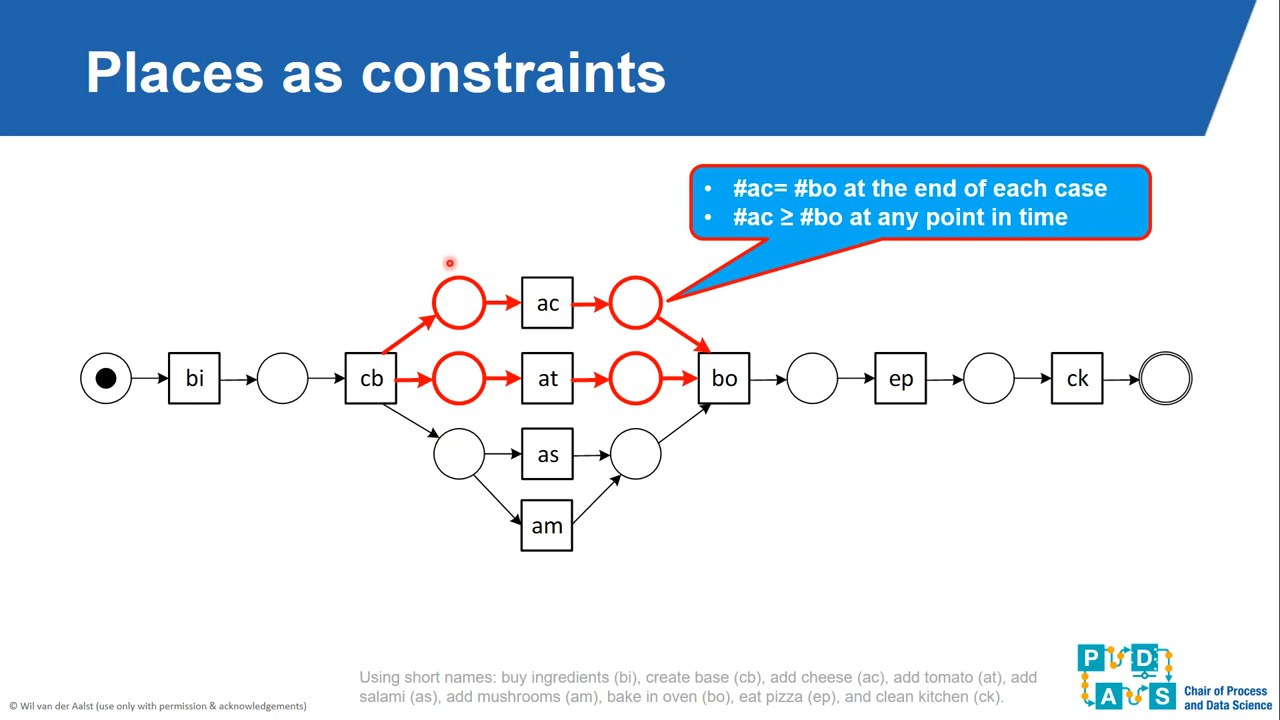 Places as constraints
• #ac= #bo at the end of each case
• #ac ≥ #bo at any point in time
ac
bi
cb
at
bo
ep
ck
as
am
Using short names: buy ingredients (bi), create base (cb), add cheese (ac), add tomato (at), add
salami (as), add mushrooms (am), bake in oven (bo), eat pizza (ep), and clean kitchen (ck).
P D
A S
Chair of Process
and Data Science
© Wil van der Aalst (use only with permission & acknowledgements)